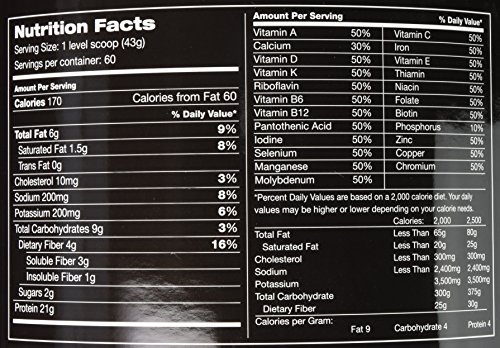 Nutrition Facts
Serving Size: 1 level scoop (43g)
Servings per container: 60
Amount Per Serving
Calories 170 Calories from Fat 60
% Daily Value*
Total Fat 6g 9%
Saturated Fat 1.5g 8%
Trans Fat 0g
Cholesterol 10mg 3%
Sodium 200mg 8%
Potassium 200mg 6%
Total Carbohydrates 9g 3%
Dietary Fiber 4g 16%
Soluble Fiber 3g
Insoluble Fiber 1g
Sugars 2g
Protein 21g
Amount Per Serving % Daily Value*
Vitamin A 50% Vitamin C 50%
Calcium 30% Iron 50%
Vitamin D 50% Vitamin E 50%
Vitamin K 50% Thiamin 50%
Riboflavin 50% Niacin 50%
Vitamin B6 50% Folate 50%
Vitamin B12 50% Biotin 50%
Pantothenic Acid 50% Phosphorus 10%
Iodine 50% Zinc 50%
Selenium 50% Copper 50%
Manganese 50% Chromium 50%
Molybdenum 50%
*Percent Daily Values are based on a 2,000 calorie diet. Your daily
values may be higher or lower depending on your calorie needs.
Calories: 2,000 2,500
Total Fat Less Than 65g 80g
Saturated Fat Less Than 20g 25g
Cholesterol Less Than 300mg 300mg
Sodium Less Than 2,400mg 2,400mg
Potassium 3,500mg 3,500mg
Total Carbohydrate 300g 375g
Dietary Fiber 25g 30g
Calories per Gram:
Fat 9 Carbohydrate 4 Protein 4